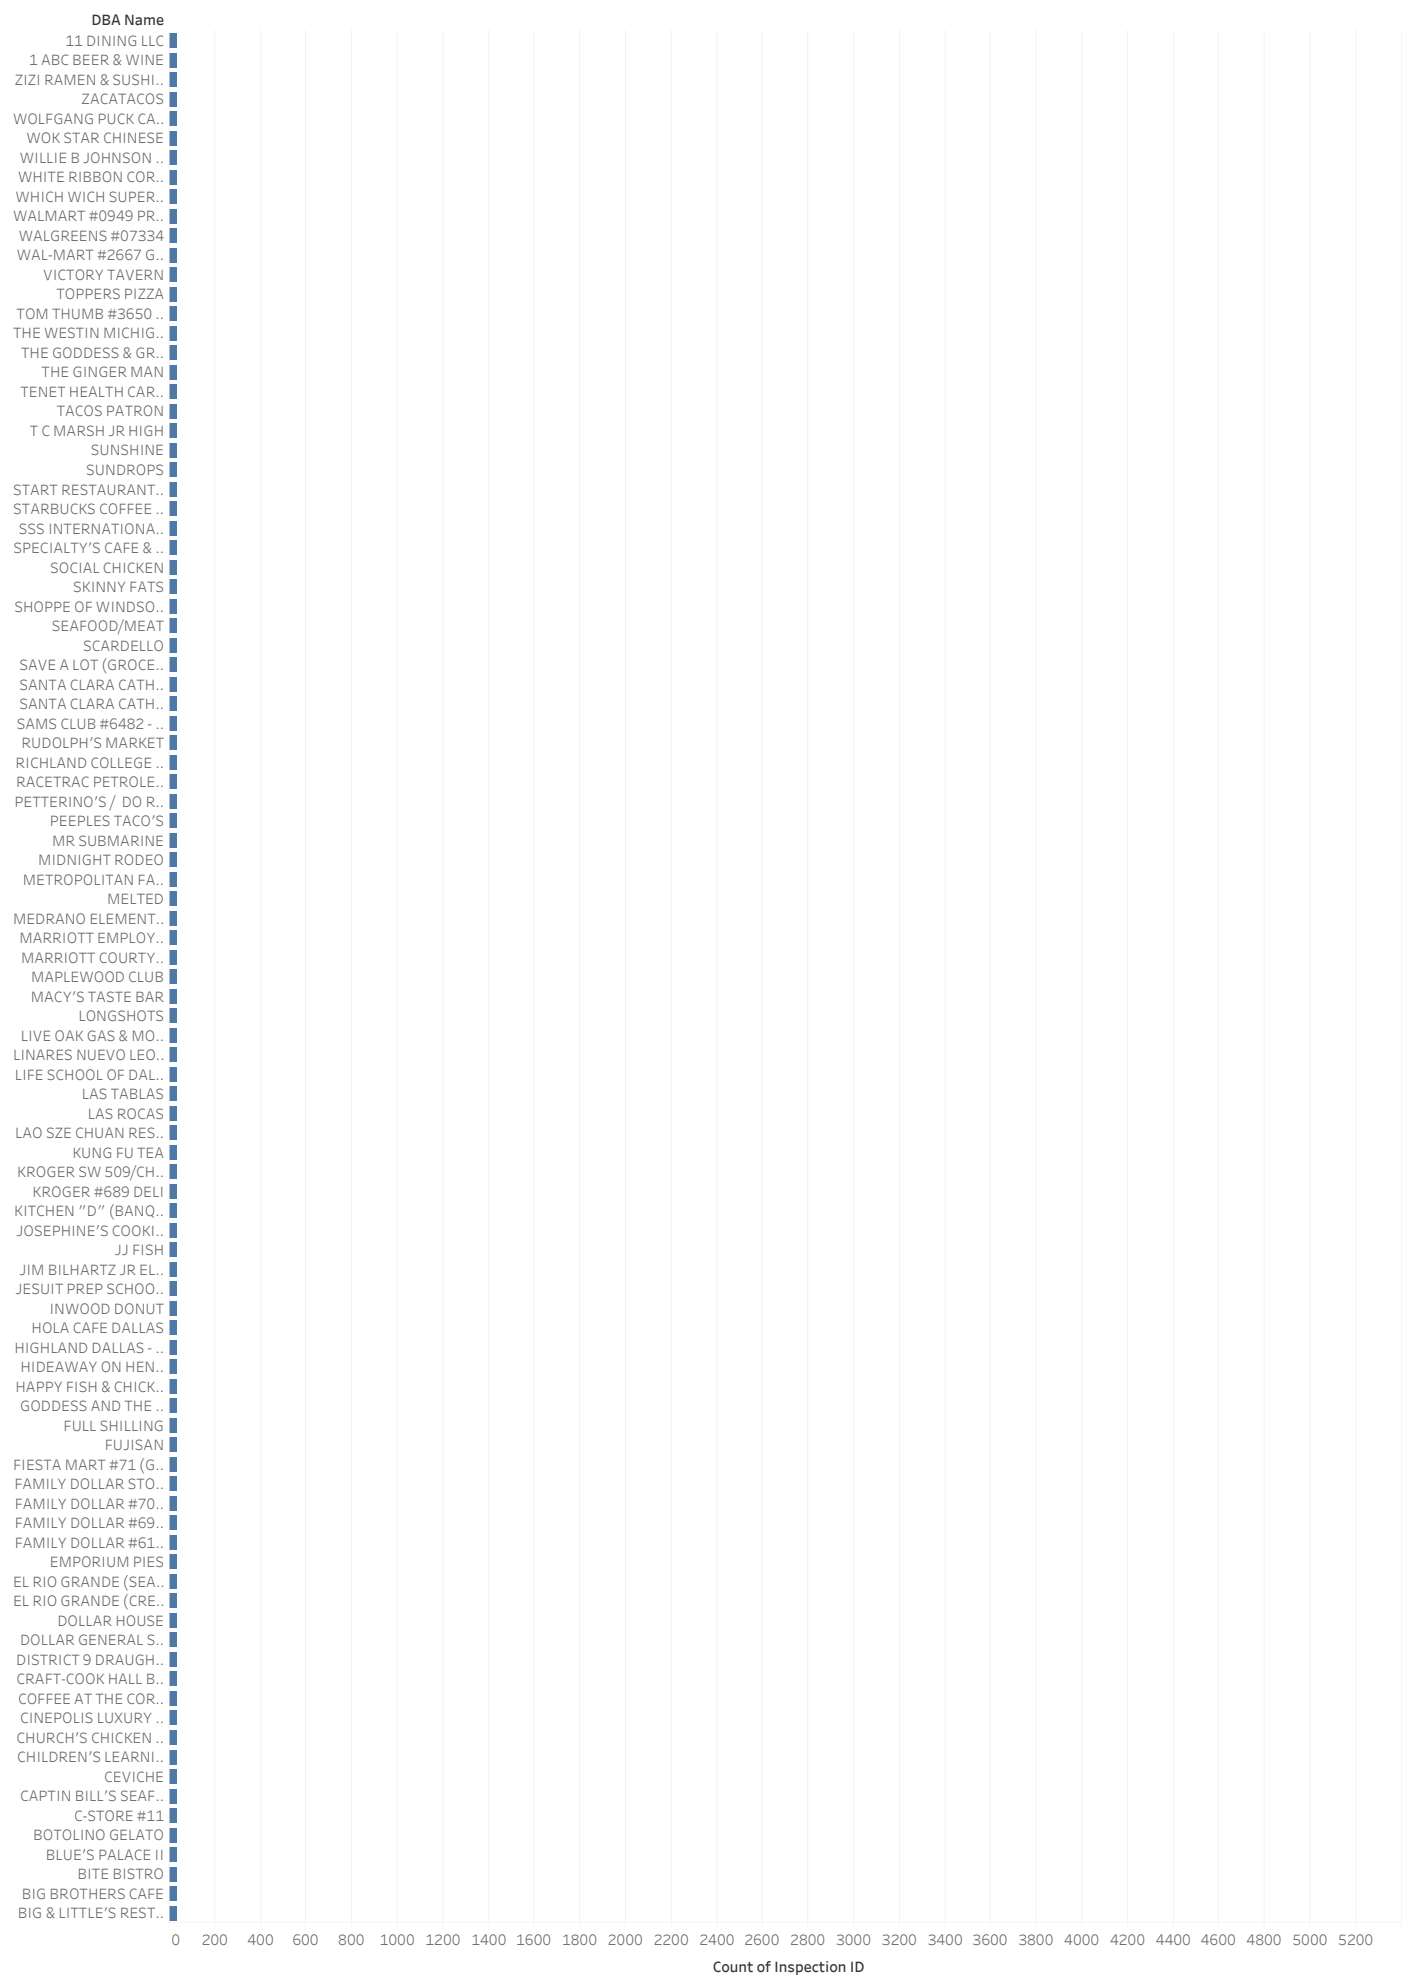 DBA Name
11 DINING LLC
1 ABC BEER & WINE
ZIZI RAMEN & SUSHI..
ZACATACOS
WOLFGANG PUCK CA..
WOK STAR CHINESE
WILLIE B JOHNSON ..
WHITE RIBBON COR..
WHICH WICH SUPER..
WALMART #0949 PR..
WALGREENS #07334
WAL-MART #2667 G..
VICTORY TAVERN
TOPPERS PIZZA
TOM THUMB #3650 ..
THE WESTIN MICHIG..
THE GODDESS & GR..
THE GINGER MAN
TENET HEALTH CAR..
TACOS PATRON
T C MARSH JR HIGH
SUNSHINE
SUNDROPS
START RESTAURANT..
STARBUCKS COFFEE ..
SSS INTERNATIONA..
SPECIALTY'S CAFE & ..
SOCIAL CHICKEN
SKINNY FATS
SHOPPE OF WINDSO..
SEAFOOD/MEAT
SCARDELLO
SAVE A LOT (GROCE..
SANTA CLARA CATH..
SANTA CLARA CATH..
SAMS CLUB #6482 - ..
RUDOLPH'S MARKET
RICHLAND COLLEGE ..
RACETRAC PETROLE..
PETTERINO'S / DO R..
PEEPLES TACO'S
MR SUBMARINE
MIDNIGHT RODEO
METROPOLITAN FA..
MELTED
MEDRANO ELEMENT..
MARRIOTT EMPLOY..
MARRIOTT COURTY..
MAPLEWOOD CLUB
MACY'S TASTE BAR
LONGSHOTS
LIVE OAK GAS & MO..
LINARES NUEVO LEO..
LIFE SCHOOL OF DAL..
LAS TABLAS
LAS ROCAS
LAO SZE CHUAN RES..
KUNG FU TEA
KROGER SW 509/CH..
KROGER #689 DELI
KITCHEN "D" (BANQ..
JOSEPHINE'S COOKI..
JJ FISH
JIM BILHARTZ JR EL..
JESUIT PREP SCHOO..
INWOOD DONUT
HOLA CAFE DALLAS
HIGHLAND DALLAS - ..
HIDEAWAY ON HEN..
HAPPY FISH & CHICK..
GODDESS AND THE ..
FULL SHILLING
FUJISAN
FIESTA MART #71 (G..
FAMILY DOLLAR STO..
FAMILY DOLLAR #70..
FAMILY DOLLAR #69..
FAMILY DOLLAR #61..
EMPORIUM PIES
EL RIO GRANDE (SEA..
EL RIO GRANDE (CRE..
DOLLAR HOUSE
DOLLAR GENERAL S..
DISTRICT 9 DRAUGH..
CRAFT-COOK HALL B..
COFFEE AT THE COR..
CINEPOLIS LUXURY ..
CHURCH'S CHICKEN ..
CHILDREN'S LEARNI..
CEVICHE
CAPTIN BILL'S SEAF..
C-STORE #11
BOTOLINO GELATO
BLUE'S PALACE II
BITE BISTRO
BIG BROTHERS CAFE
BIG & LITTLE'S REST..
0 200 400 600 800 1000 1200 1400 1600 1800 2000 2200 2400 2600 2800 3000 3200 3400 3600 3800 4000 4200 4400 4600 4800 5000 5200
Count of Inspection ID